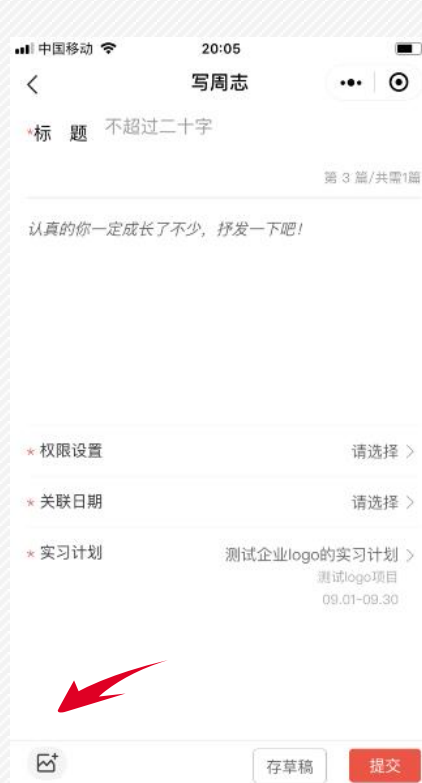 中国移动 20:05
写周志
*标 题 不超过二十字
第 3 篇/共需1篇
认真的你一定成长了不少，抒发一下吧！
* 权限设置 请选择 >
* 关联日期 请选择 >
* 实习计划 测试企业logo的实习计划 >
测试logo项目
09.01-09.30
存草稿 提交